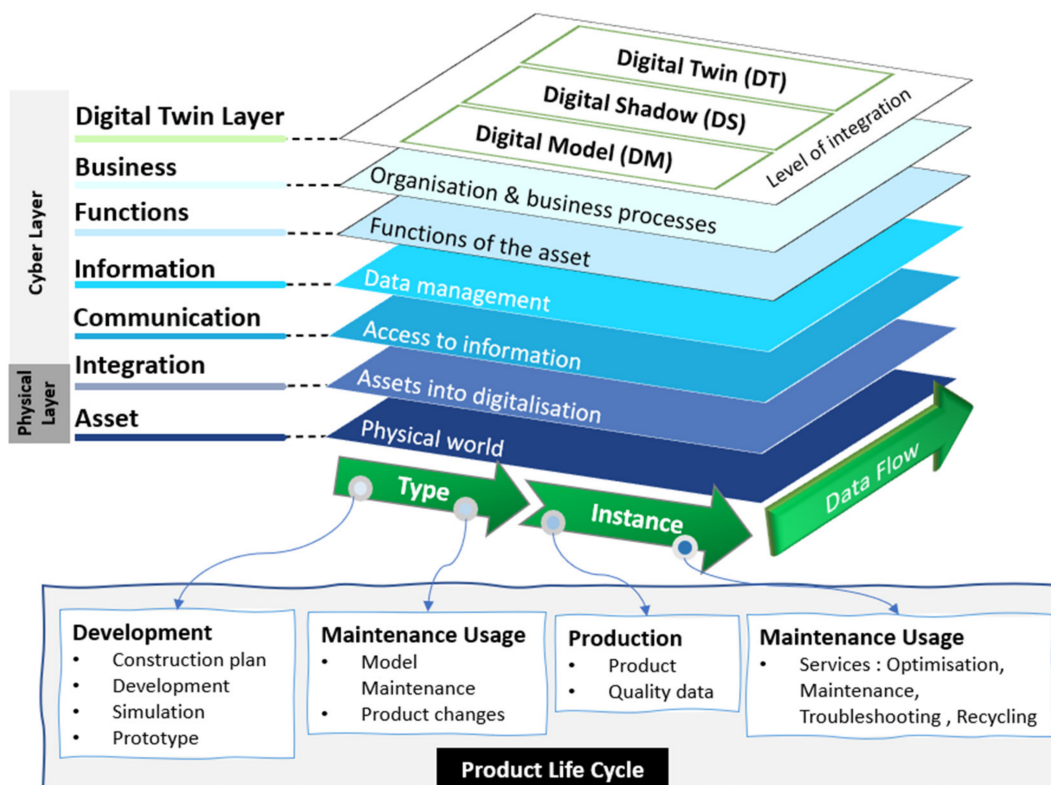 Digital Twin (DT)
Digital Shadow (DS)
Digital Model (DM)
Level of integration
Cyber Layer
Physical
Layer
Digital Twin Layer
Business
Organisation & business processes
Functions
Functions of the asset
Information
Data management
Communication
Access to information
Integration
Assets into digitalisation
Asset
Physical world
Type
Instance
Data Flow
Development
• Construction plan
• Development
• Simulation
• Prototype
Maintenance Usage
• Model
Maintenance
• Product changes
Production
• Product
• Quality data
Maintenance Usage
• Services : Optimisation,
Maintenance,
Troubleshooting , Recycling
Product Life Cycle